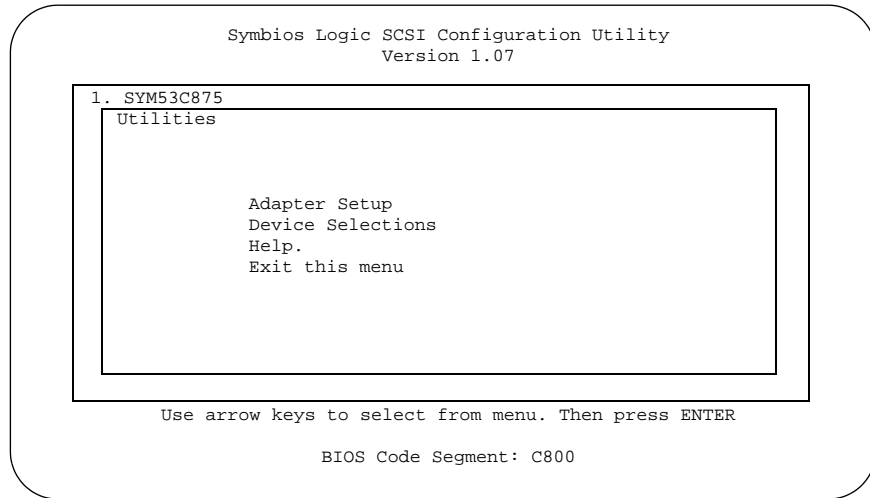 Symbios Logic SCSI Configuration Utility
Version 1.07
1. SYM53C875
Utilities
Adapter Setup
Device Selections
Help.
Exit this menu
Use arrow keys to select from menu. Then press ENTER
BIOS Code Segment: C800